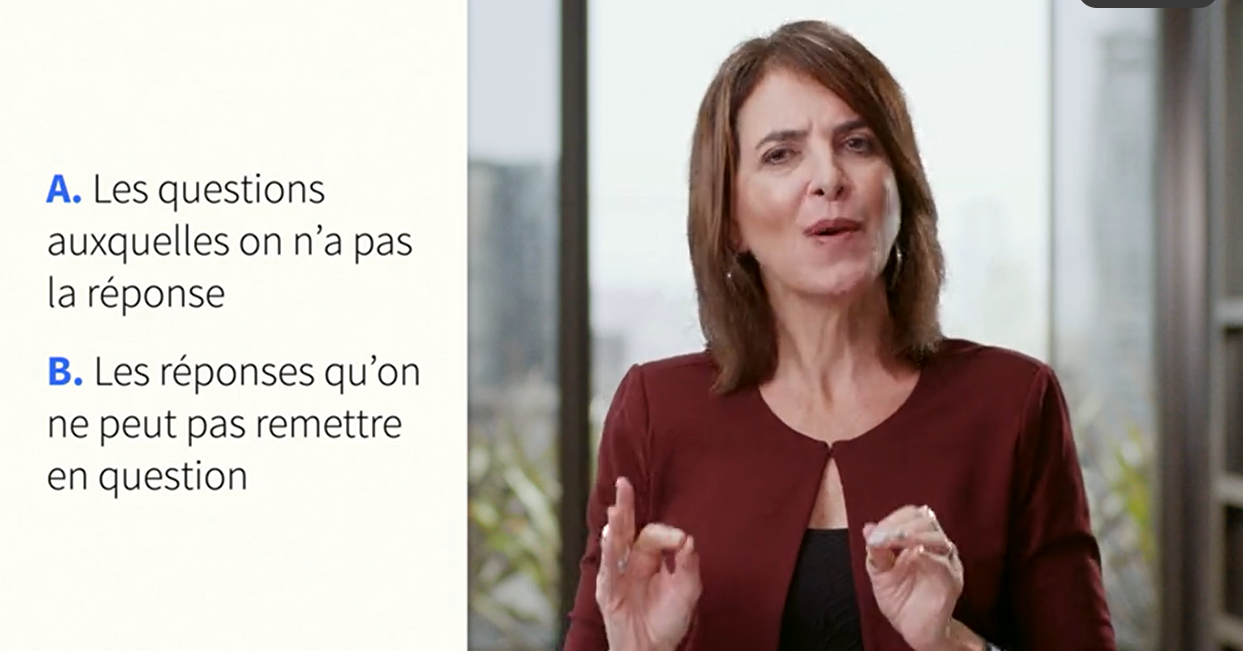 A. Les questions
auxquelles on n’a pas
la réponse
B. Les réponses qu’on
ne peut pas remettre
en question